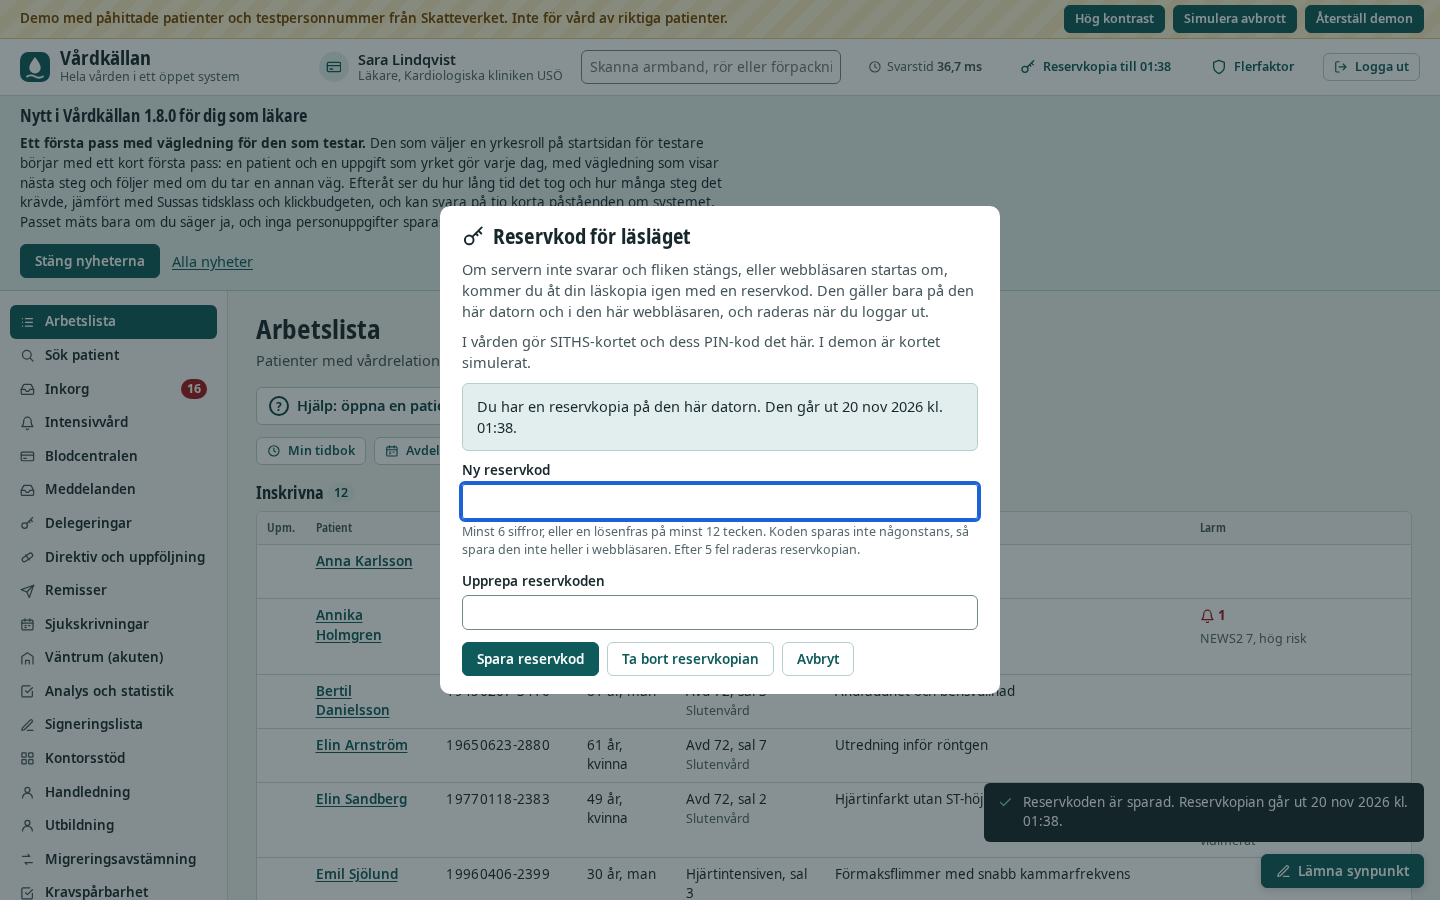 Demo med påhittade patienter och testpersonnummer från Skatteverket. Inte för vård av riktiga patienter.
Hög kontrast
Simulera avbrott
Återställ demon
Vårdkällan
Hela vården i ett öppet system
Sara Lindqvist
Läkare, Kardiologiska kliniken USÖ
Skanna armband, rör eller förpackni
Svarstid 36,7 ms
Reservkopia till 01:38
Flerfaktor
Logga ut
Nytt i Vårdkällan 1.8.0 för dig som läkare
Ett första pass med vägledning för den som testar. Den som väljer en yrkesroll på startsidan för testare
börjar med ett kort första pass: en patient och en uppgift som yrket gör varje dag, med vägledning som visar
nästa steg och följer med om du tar en annan väg. Efteråt ser du hur lång tid det tog och hur många steg det
krävde, jämfört med Sussas tidsklass och klickbudgeten, och kan svara på tio korta påståenden om systemet.
Passet mäts bara om du säger ja, och inga personuppgifter spara
Stäng nyheterna
Alla nyheter
Arbetslista
Sök patient
Inkorg
16
Intensivvård
Blodcentralen
Meddelanden
Delegeringar
Direktiv och uppföljning
Remisser
Sjukskrivningar
Väntrum (akuten)
Analys och statistik
Signeringslista
Kontorsstöd
Handledning
Utbildning
Migreringsavstämning
Kravspårbarhet
Arbetslista
Patienter med vårdrelation
Hjälp: öppna en patie
Min tidbok
Avdel
Inskrivna 12
Upm.
Patient
Larm
Anna Karlsson
Annika
Holmgren
1
NEWS2 7, hög risk
Bertil
Danielsson
Slutenvård
Elin Arnström
19650623-2880
61 år,
kvinna
Avd 72, sal 7
Slutenvård
Utredning inför röntgen
Elin Sandberg
19770118-2383
49 år,
kvinna
Avd 72, sal 2
Slutenvård
Hjärtinfarkt utan ST-höj
Emil Sjölund
19960406-2399
30 år, man
Hjärtintensiven, sal
3
Förmaksflimmer med snabb kammarfrekvens
Reservkod för läsläget
Om servern inte svarar och fliken stängs, eller webbläsaren startas om,
kommer du åt din läskopia igen med en reservkod. Den gäller bara på den
här datorn och i den här webbläsaren, och raderas när du loggar ut.
I vården gör SITHS-kortet och dess PIN-kod det här. I demon är kortet
simulerat.
Du har en reservkopia på den här datorn. Den går ut 20 nov 2026 kl.
01:38.
Ny reservkod
Minst 6 siffror, eller en lösenfras på minst 12 tecken. Koden sparas inte någonstans, så
spara den inte heller i webbläsaren. Efter 5 fel raderas reservkopian.
Upprepa reservkoden
Spara reservkod
Ta bort reservkopian
Avbryt
Reservkoden är sparad. Reservkopian går ut 20 nov 2026 kl.
01:38.
Lämna synpunkt